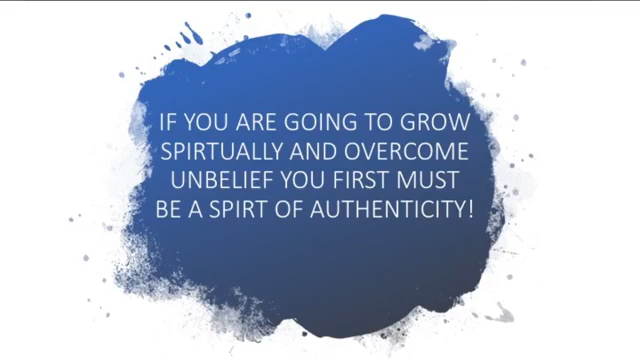 IF YOU ARE GOING TO GROW
SPIRTUALLY AND OVERCOME
UNBELIEF YOU FIRST MUST
BE A SPIRT OF AUTHENTICITY!